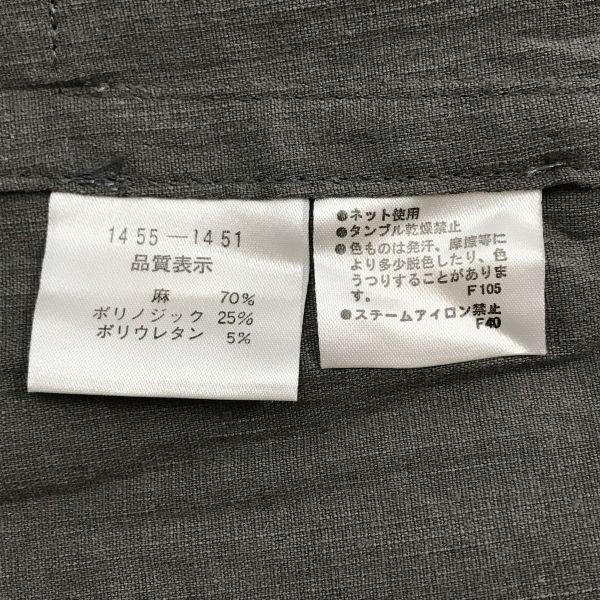 1455—1451
品質表示
麻 70%
ポリノジック 25%
ポリウレタン 5%
●ネット使用
●タンブル乾燥禁止
●色ものは発汗、摩擦等に
より多少脱色したり、色
うつりすることがありま
す。 F105
●スチームアイロン禁止
F40